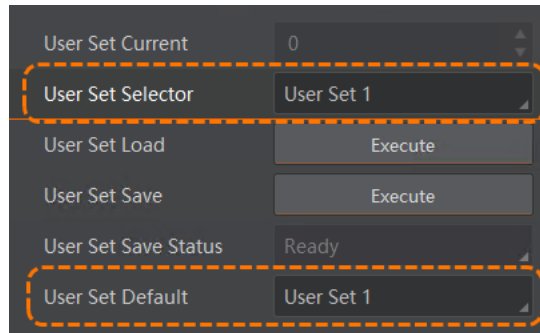 User Set Current 0
User Set Selector User Set 1
User Set Load Execute
User Set Save Execute
User Set Save Status Ready
User Set Default User Set 1